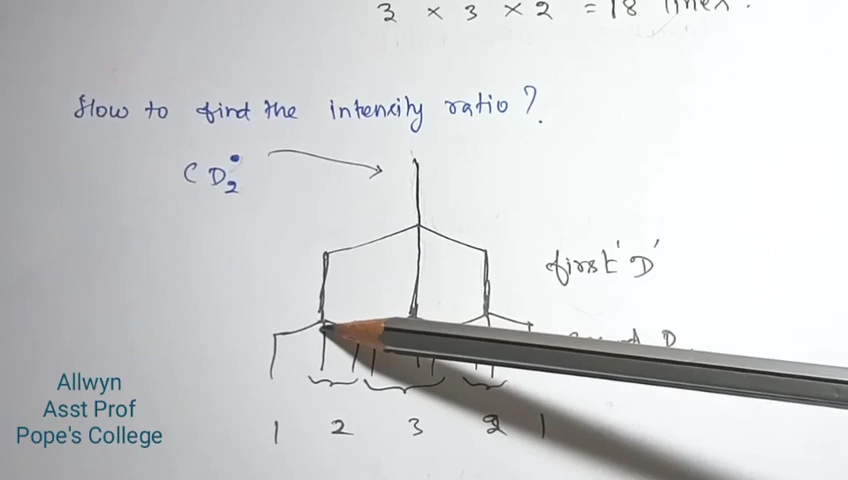 3 × 3 × 2 = 18 lines.
How to find the intensity ratio ?
CD2•
first 'D'
D
1 2 3 2 1
Allwyn
Asst Prof
Pope's College